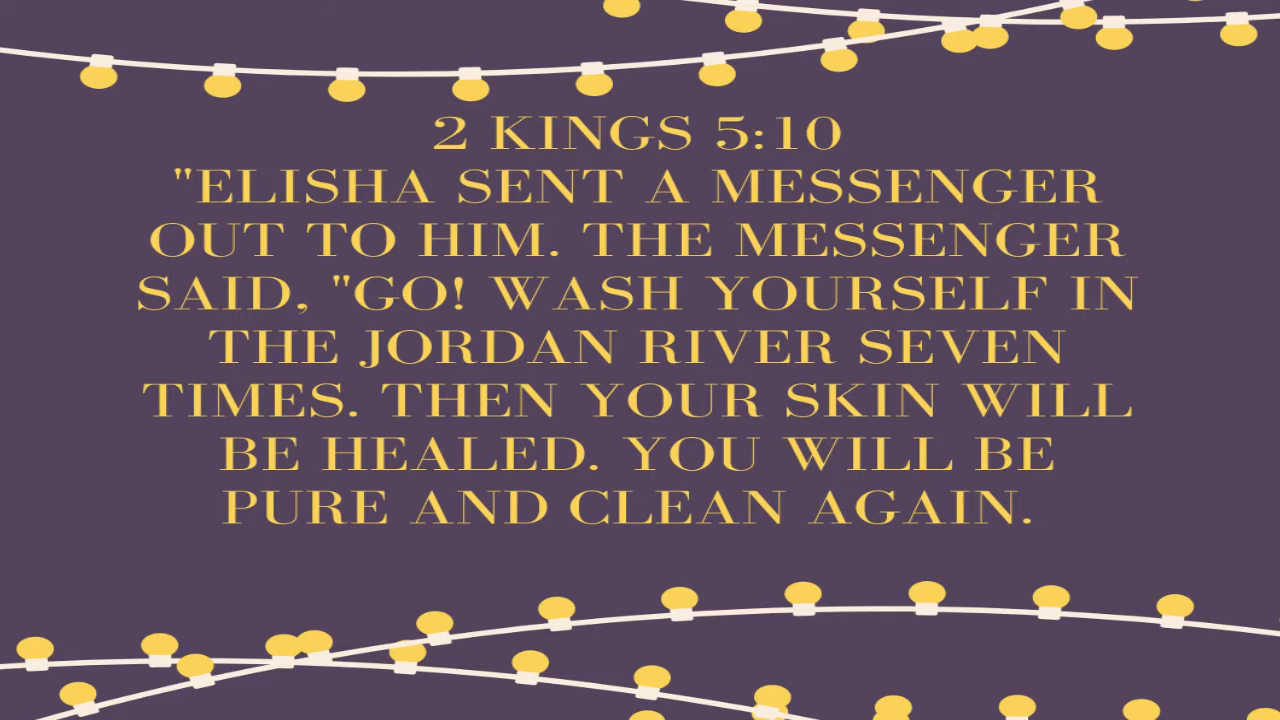 2 KINGS 5:10
"ELISHA SENT A MESSENGER
OUT TO HIM. THE MESSENGER
SAID, "GO! WASH YOURSELF IN
THE JORDAN RIVER SEVEN
TIMES. THEN YOUR SKIN WILL
BE HEALED. YOU WILL BE
PURE AND CLEAN AGAIN.